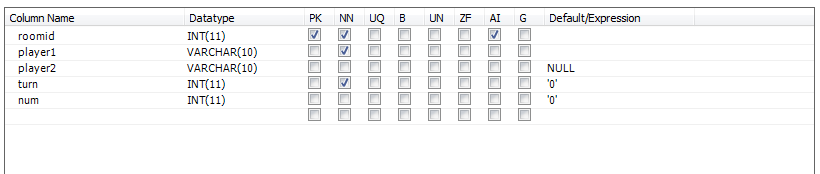 Column Name Datatype PK NN UQ B UN ZF AI G Default/Expression
roomid INT(11)
player1 VARCHAR(10)
player2 VARCHAR(10) NULL
turn INT(11) '0'
num INT(11) '0'